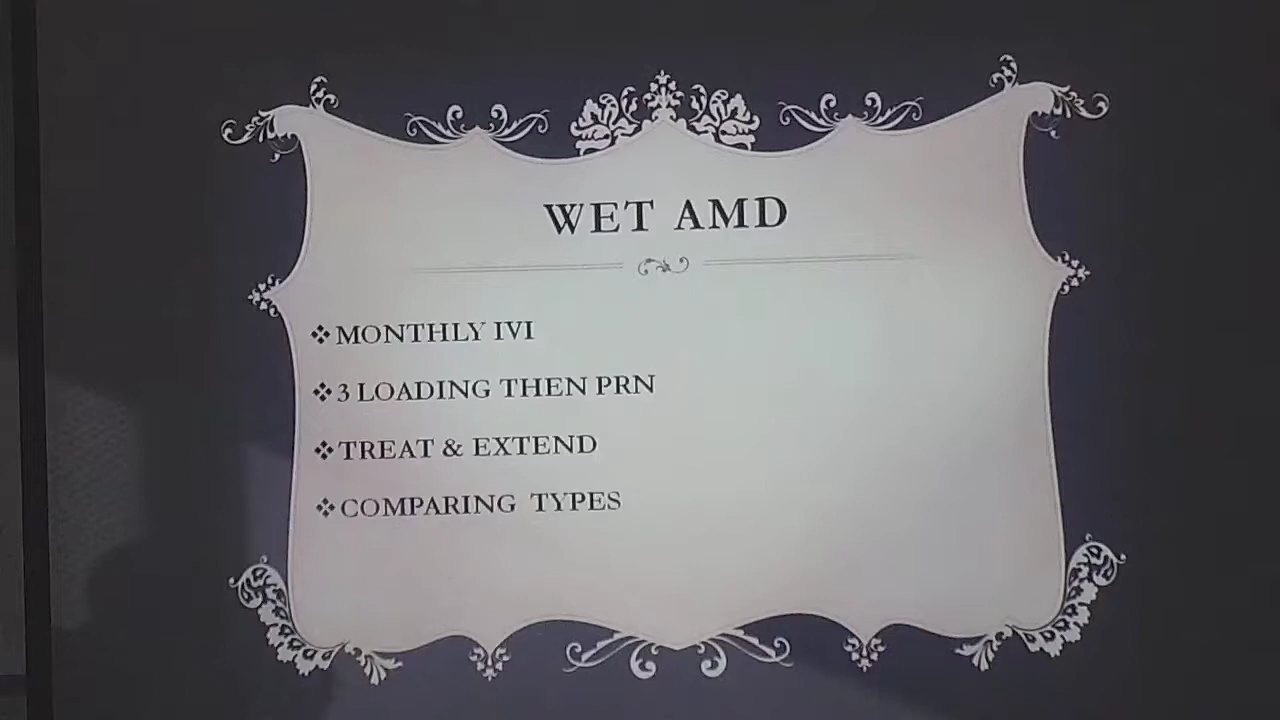 WET AMD
❖MONTHLY IVI
❖3 LOADING THEN PRN
❖TREAT & EXTEND
❖COMPARING TYPES